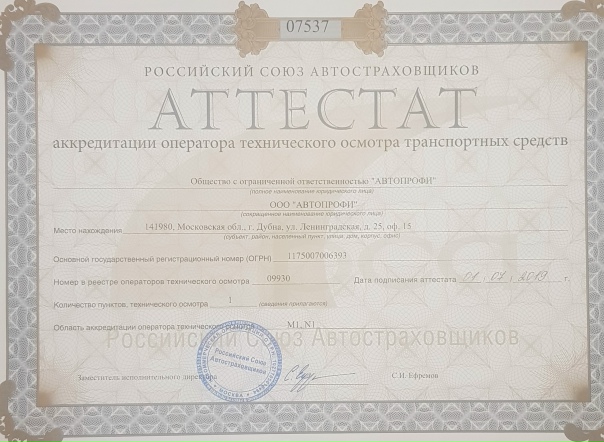 07537
РОССИЙСКИЙ СОЮЗ АВТОСТРАХОВЩИКОВ
АТТЕСТАТ
аккредитации оператора технического осмотра транспортных средств
Общество с ограниченной ответственностью "АВТОПРОФИ"
(полное наименование юридического лица)
ООО "АВТОПРОФИ"
(сокращенное наименование юридического лица)
Место нахождения 141980, Московская обл., г. Дубна, ул. Ленинградская, д. 25, оф. 15
(субъект, район, населённый пункт, улица, дом, корпус, офис)
Основной государственный регистрационный номер (ОГРН) 1175007006393
Номер в реестре операторов технического осмотра 09930 Дата подписания аттестата 01.07.2019 г.
Количество пунктов технического осмотра 1 (сведения прилагаются)
Область аккредитации оператора технического осмотра M1, N1
Российский Союз Автостраховщиков
Российский Союз
Автостраховщиков
МОСКВА
Заместитель исполнительного директора С.И. Ефремов